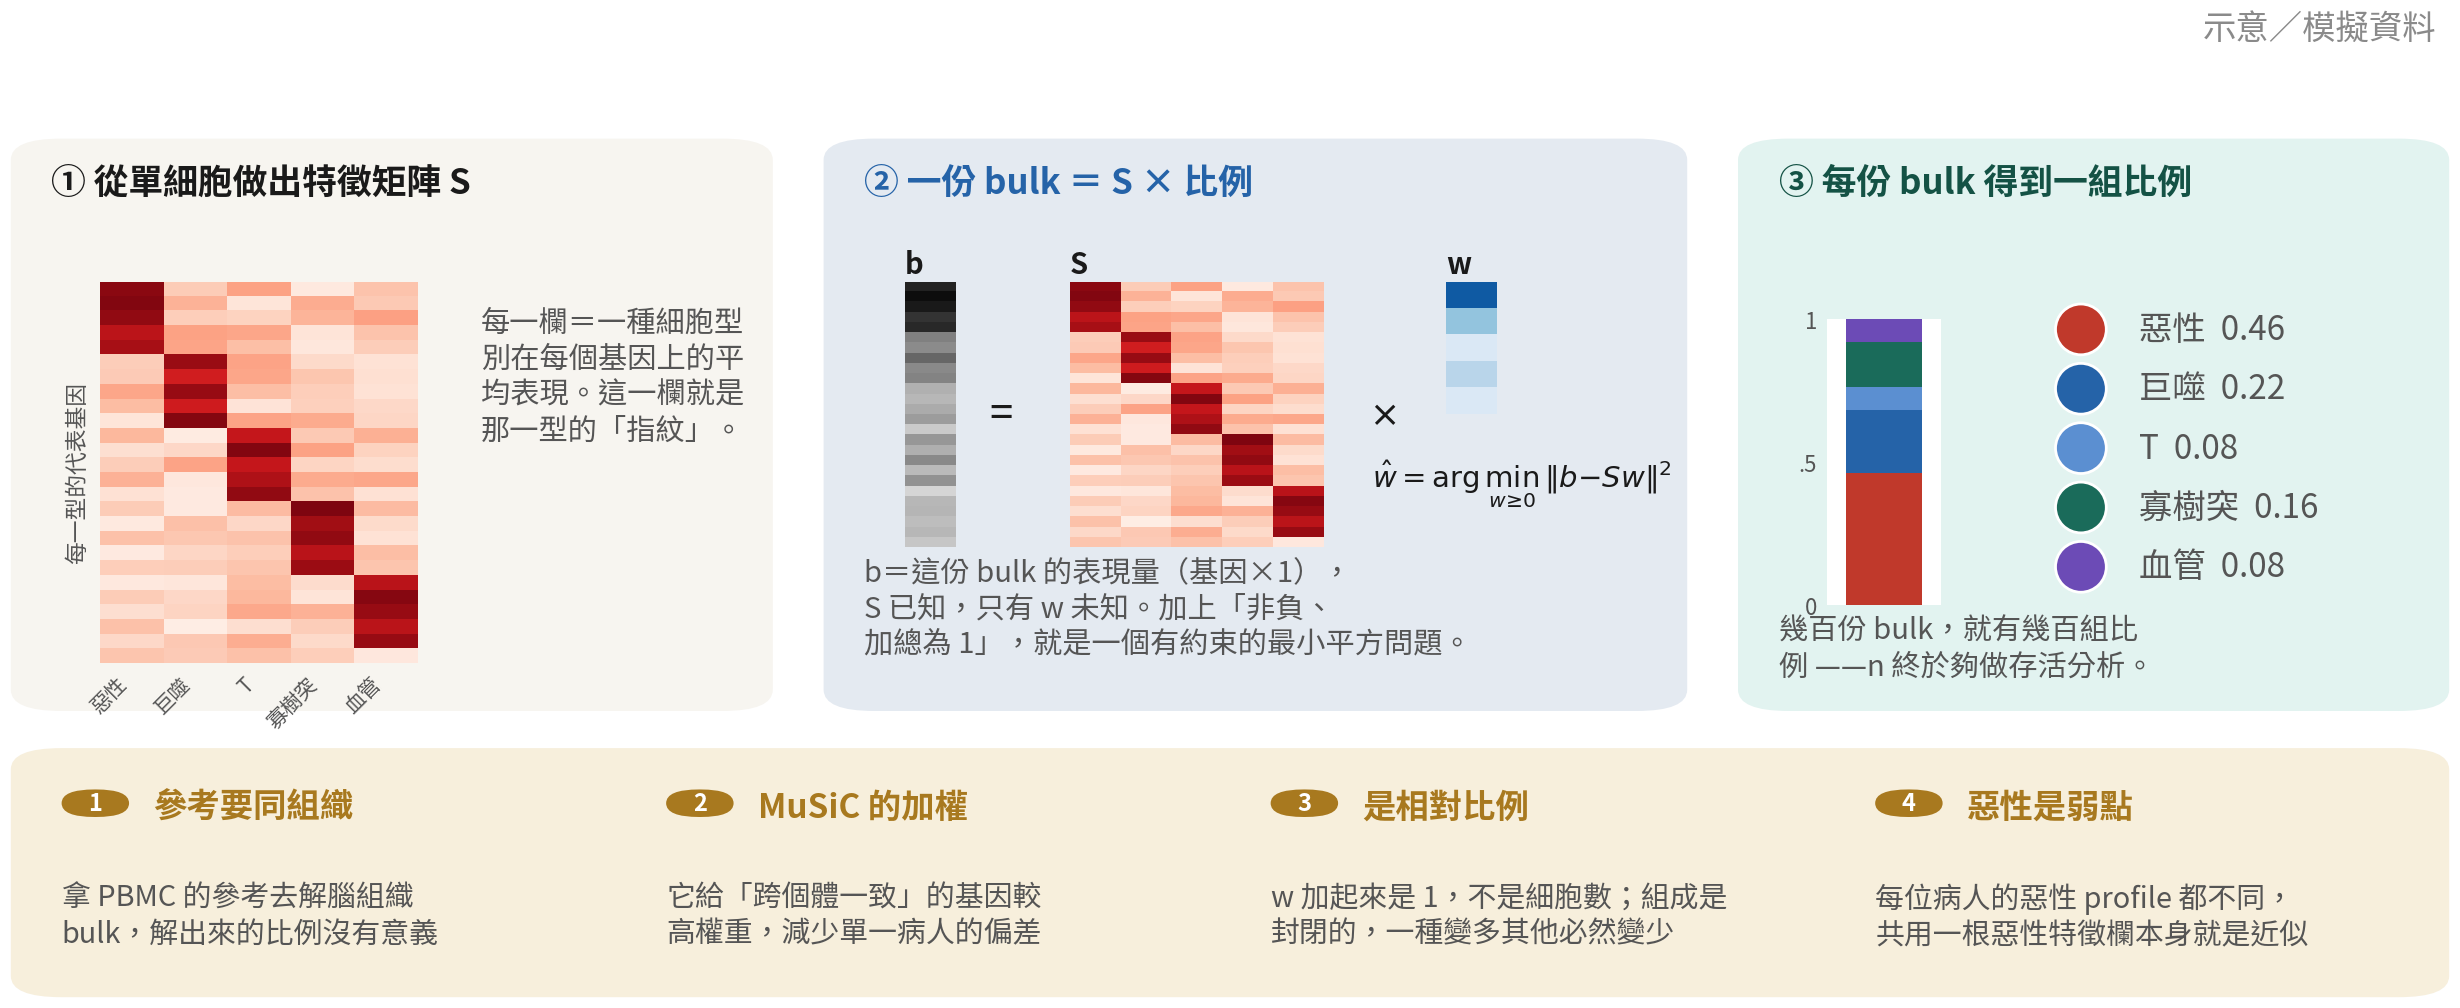 示意／模擬資料
① 從單細胞做出特徵矩陣 S
每一型的代表基因
惡性
巨噬
T
寡樹突
血管
每一欄＝一種細胞型
別在每個基因上的平
均表現。這一欄就是
那一型的「指紋」。
② 一份 bulk ＝ S × 比例
b
=
S
×
w
ŵ = arg min ‖b−Sw‖²
w≥0
b＝這份 bulk 的表現量（基因×1），
S 已知，只有 w 未知。加上「非負、
加總為 1」，就是一個有約束的最小平方問題。
③ 每份 bulk 得到一組比例
1
.5
0
惡性 0.46
巨噬 0.22
T 0.08
寡樹突 0.16
血管 0.08
幾百份 bulk，就有幾百組比
例 ——n 終於夠做存活分析。
1 參考要同組織
拿 PBMC 的參考去解腦組織
bulk，解出來的比例沒有意義
2 MuSiC 的加權
它給「跨個體一致」的基因較
高權重，減少單一病人的偏差
3 是相對比例
w 加起來是 1，不是細胞數；組成是
封閉的，一種變多其他必然變少
4 惡性是弱點
每位病人的惡性 profile 都不同，
共用一根惡性特徵欄本身就是近似